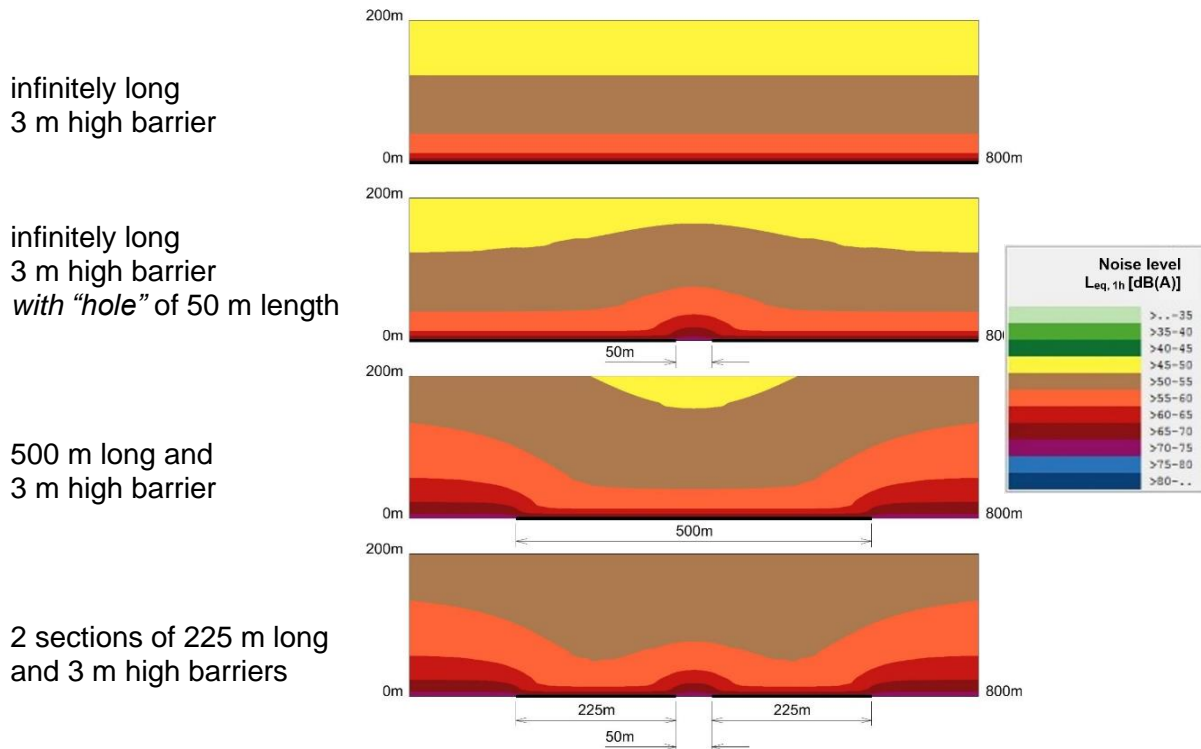 200m
infinitely long
3 m high barrier
0m
800m
200m
infinitely long
3 m high barrier
with “hole” of 50 m length
0m
80
50m
Noise level
Leq, 1h [dB(A)]
>..-35
>35-40
>40-45
>45-50
>50-55
>55-60
>60-65
>65-70
>70-75
>75-80
>80-..
200m
500 m long and
3 m high barrier
0m
800m
500m
200m
2 sections of 225 m long
and 3 m high barriers
0m
800m
225m 225m
50m